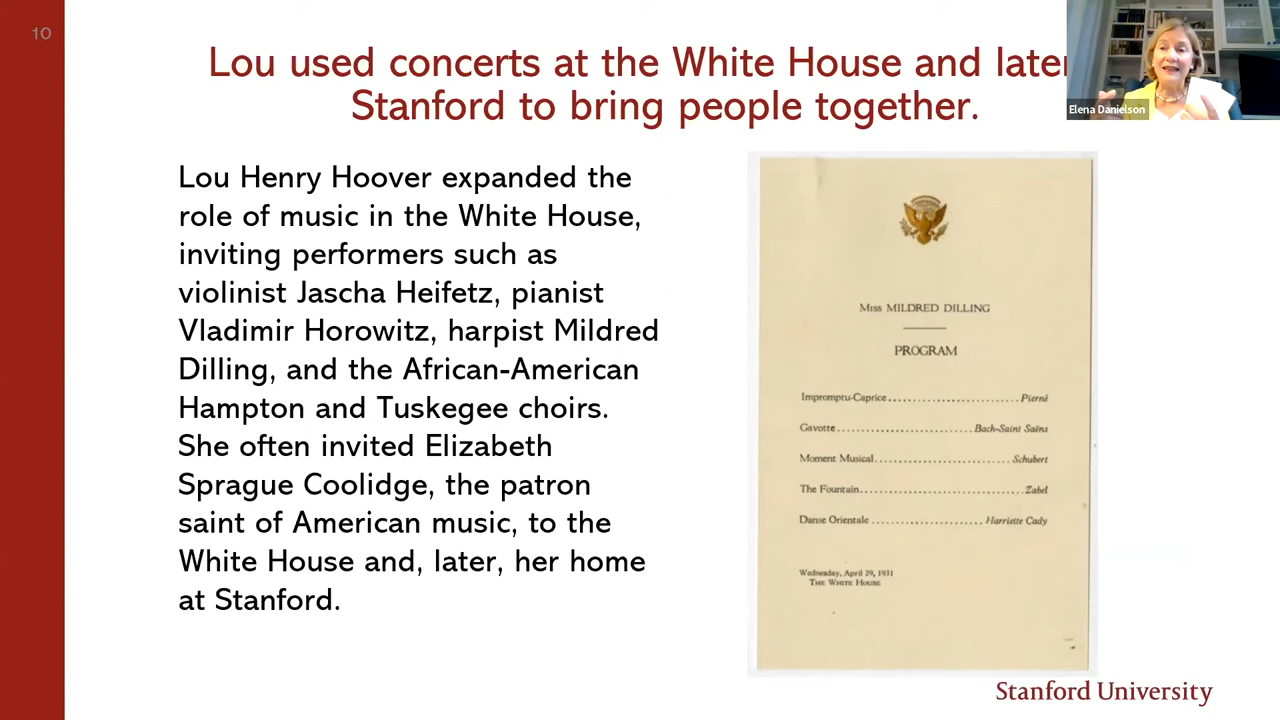 10
Lou used concerts at the White House and later
Stanford to bring people together.
Elena Danielson
Lou Henry Hoover expanded the
role of music in the White House,
inviting performers such as
violinist Jascha Heifetz, pianist
Vladimir Horowitz, harpist Mildred
Dilling, and the African-American
Hampton and Tuskegee choirs.
She often invited Elizabeth
Sprague Coolidge, the patron
saint of American music, to the
White House and, later, her home
at Stanford.
Miss MILDRED DILLING
PROGRAM
Impromptu-Caprice.......................Pierné
Gavotte.......................Bach-Saint Saëns
Moment Musical.......................Schubert
The Fountain.......................Zabel
Danse Orientale.......................Harriette Cady
Wednesday, April 29, 1931
THE WHITE HOUSE
Stanford University